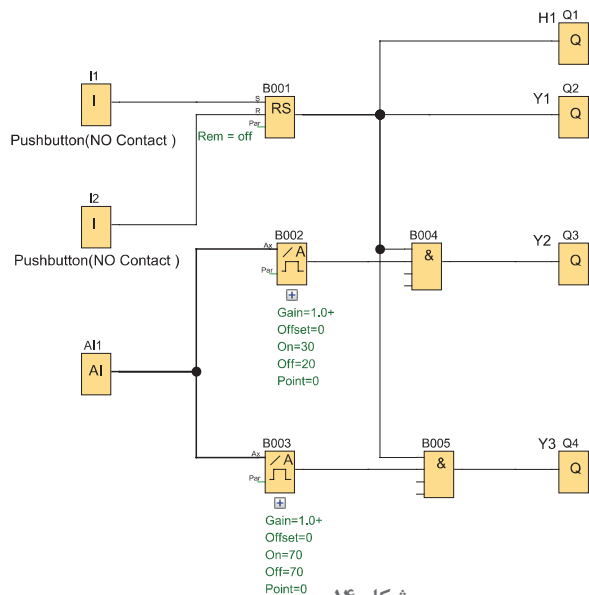 H1 Q1
Q
I1
I
Pushbutton(NO Contact )
B001
S
R
Par
RS
Rem = off
Y1 Q2
Q
I2
I
Pushbutton(NO Contact )
B002
Ax
Par
A
Gain=1.0+
Offset=0
On=30
Off=20
Point=0
B004
&
Y2 Q3
Q
AI1
AI
B003
Ax
Par
A
Gain=1.0+
Offset=0
On=70
Off=70
Point=0
B005
&
Y3 Q4
Q